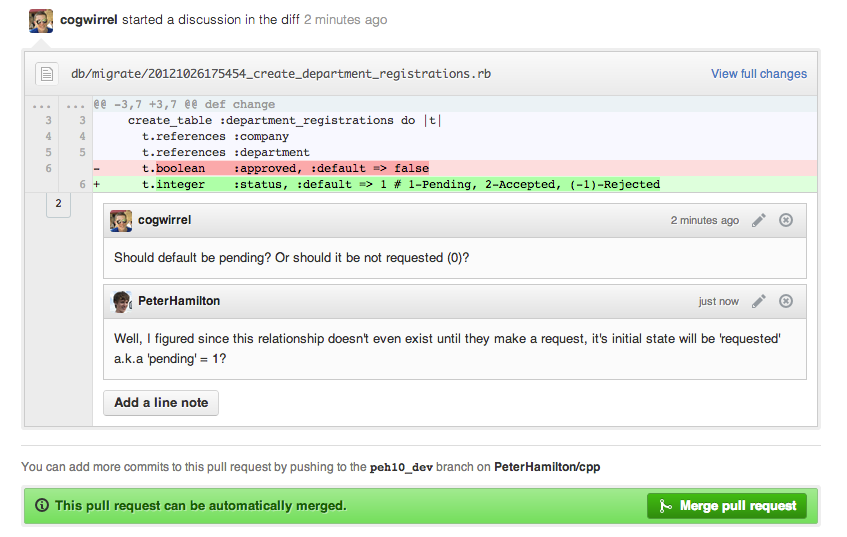 cogwirrel started a discussion in the diff 2 minutes ago
db/migrate/20121026175454_create_department_registrations.rb View full changes
... ... @@ -3,7 +3,7 @@ def change
3 3 create_table :department_registrations do |t|
4 4 t.references :company
5 5 t.references :department
6 - t.boolean :approved, :default => false
6 + t.integer :status, :default => 1 # 1-Pending, 2-Accepted, (-1)-Rejected
2
cogwirrel 2 minutes ago
Should default be pending? Or should it be not requested (0)?
PeterHamilton just now
Well, I figured since this relationship doesn't even exist until they make a request, it's initial state will be 'requested'
a.k.a 'pending' = 1?
Add a line note
You can add more commits to this pull request by pushing to the peh10_dev branch on PeterHamilton/cpp
This pull request can be automatically merged. Merge pull request